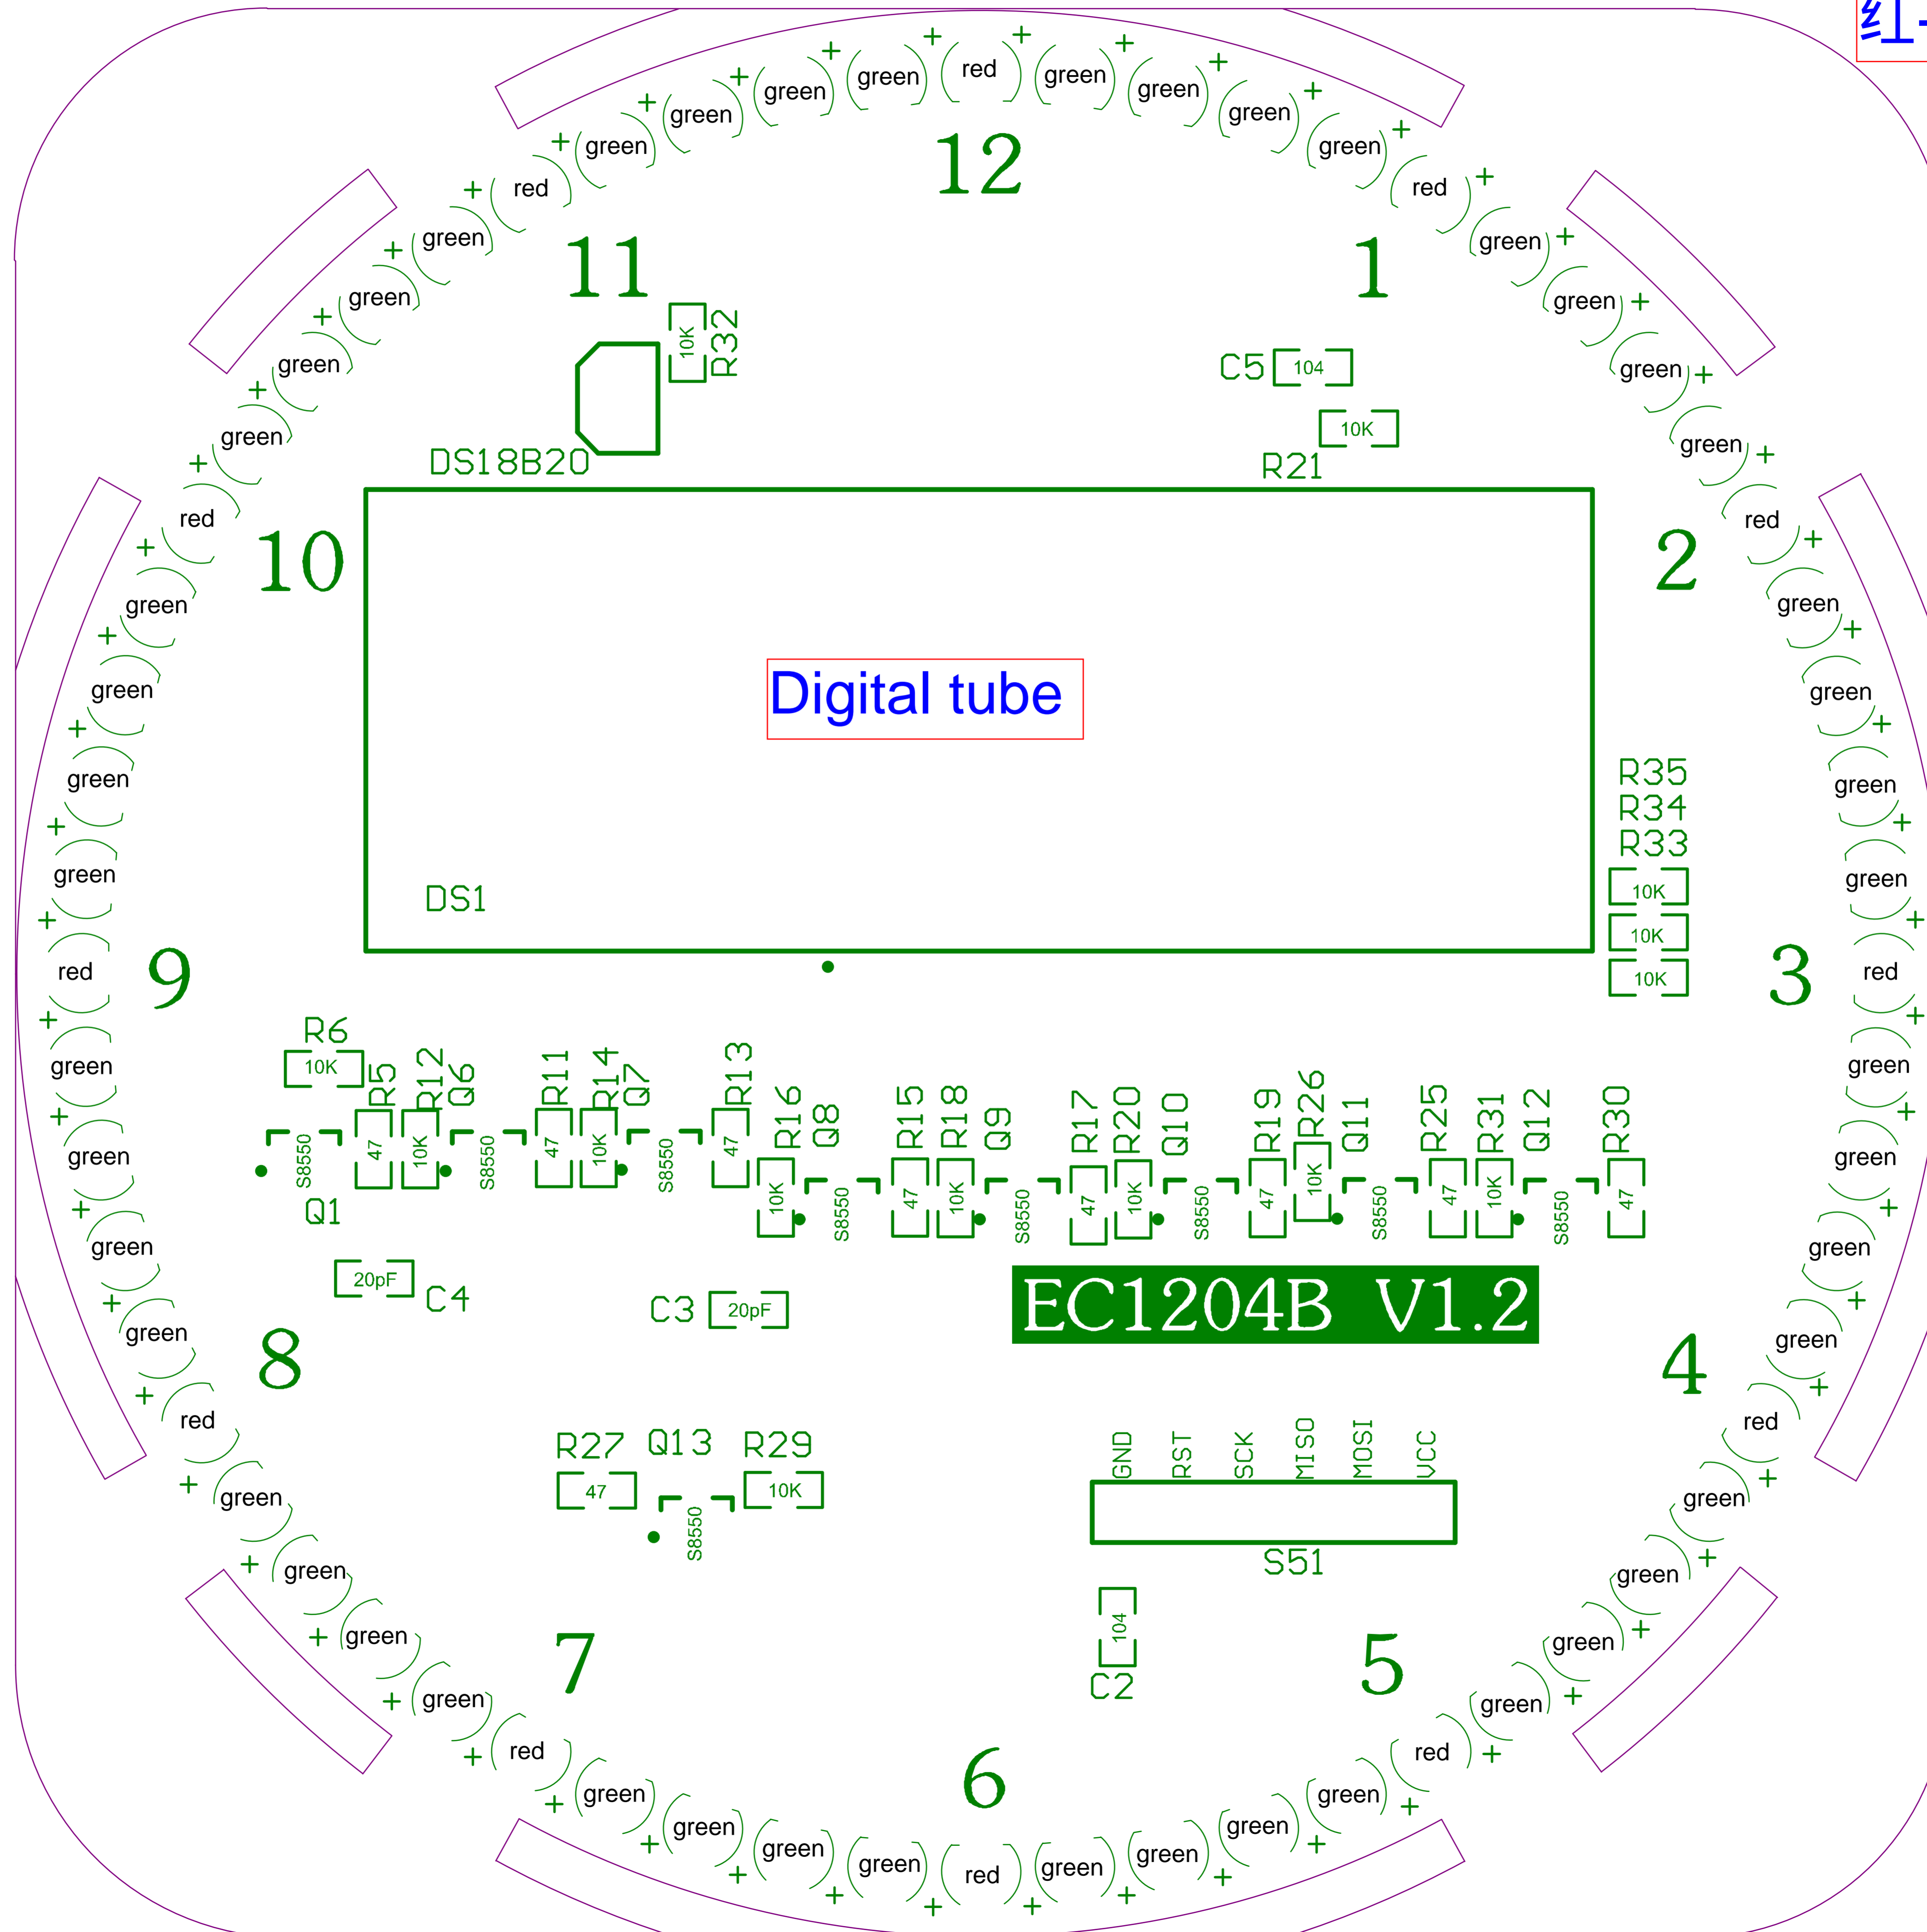 红
red
green
green
green
green
red
green
green
green
green
red
green
green
green
green
red
green
green
green
green
red
green
green
green
green
red
green
green
green
green
red
green
green
green
green
red
green
green
green
green
red
green
green
green
green
red
green
green
green
green
red
green
green
green
green
red
green
green
green
green
12
11
1
10K
R32
C5
104
10K
R21
DS18B20
10
2
Digital tube
R35
R34
R33
10K
10K
10K
DS1
9
3
R6
10K
R5
R12
Q6
R11
R14
Q7
R13
R16
Q8
R15
R18
Q9
R17
R20
Q10
R19
R26
Q11
R25
R31
Q12
R30
S8550
47
10K
S8550
47
10K
S8550
47
10K
S8550
47
10K
S8550
47
10K
S8550
47
10K
S8550
47
10K
S8550
47
Q1
20pF
C4
C3
20pF
EC1204B V1.2
8
4
R27
Q13
R29
47
S8550
10K
GND
RST
SCK
MISO
MOSI
VCC
S51
104
C2
7
5
6